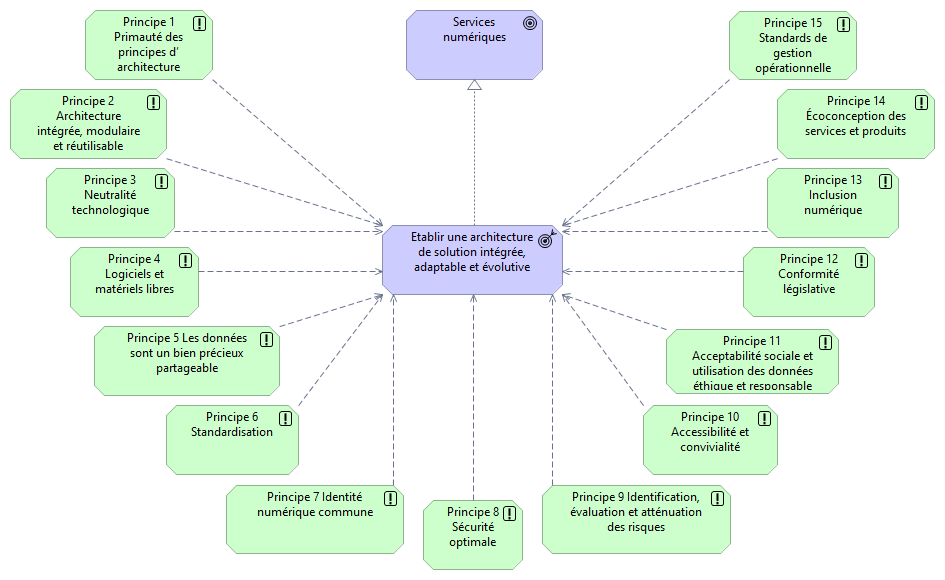 Principe 1
Primauté des
principes d'
architecture
Services
numériques
Principe 15
Standards de
gestion
opérationnelle
Principe 2
Architecture
intégrée, modulaire
et réutilisable
Principe 14
Écoconception des
services et produits
Principe 3
Neutralité
technologique
Principe 13
Inclusion
numérique
Etablir une architecture
de solution intégrée,
adaptable et évolutive
Principe 4
Logiciels et
matériels libres
Principe 12
Conformité
législative
Principe 5 Les données
sont un bien précieux
partageable
Principe 11
Acceptabilité sociale et
utilisation des données
éthique et responsable
Principe 6
Standardisation
Principe 10
Accessibilité et
convivialité
Principe 7 Identité
numérique commune
Principe 8
Sécurité
optimale
Principe 9 Identification,
évaluation et atténuation
des risques